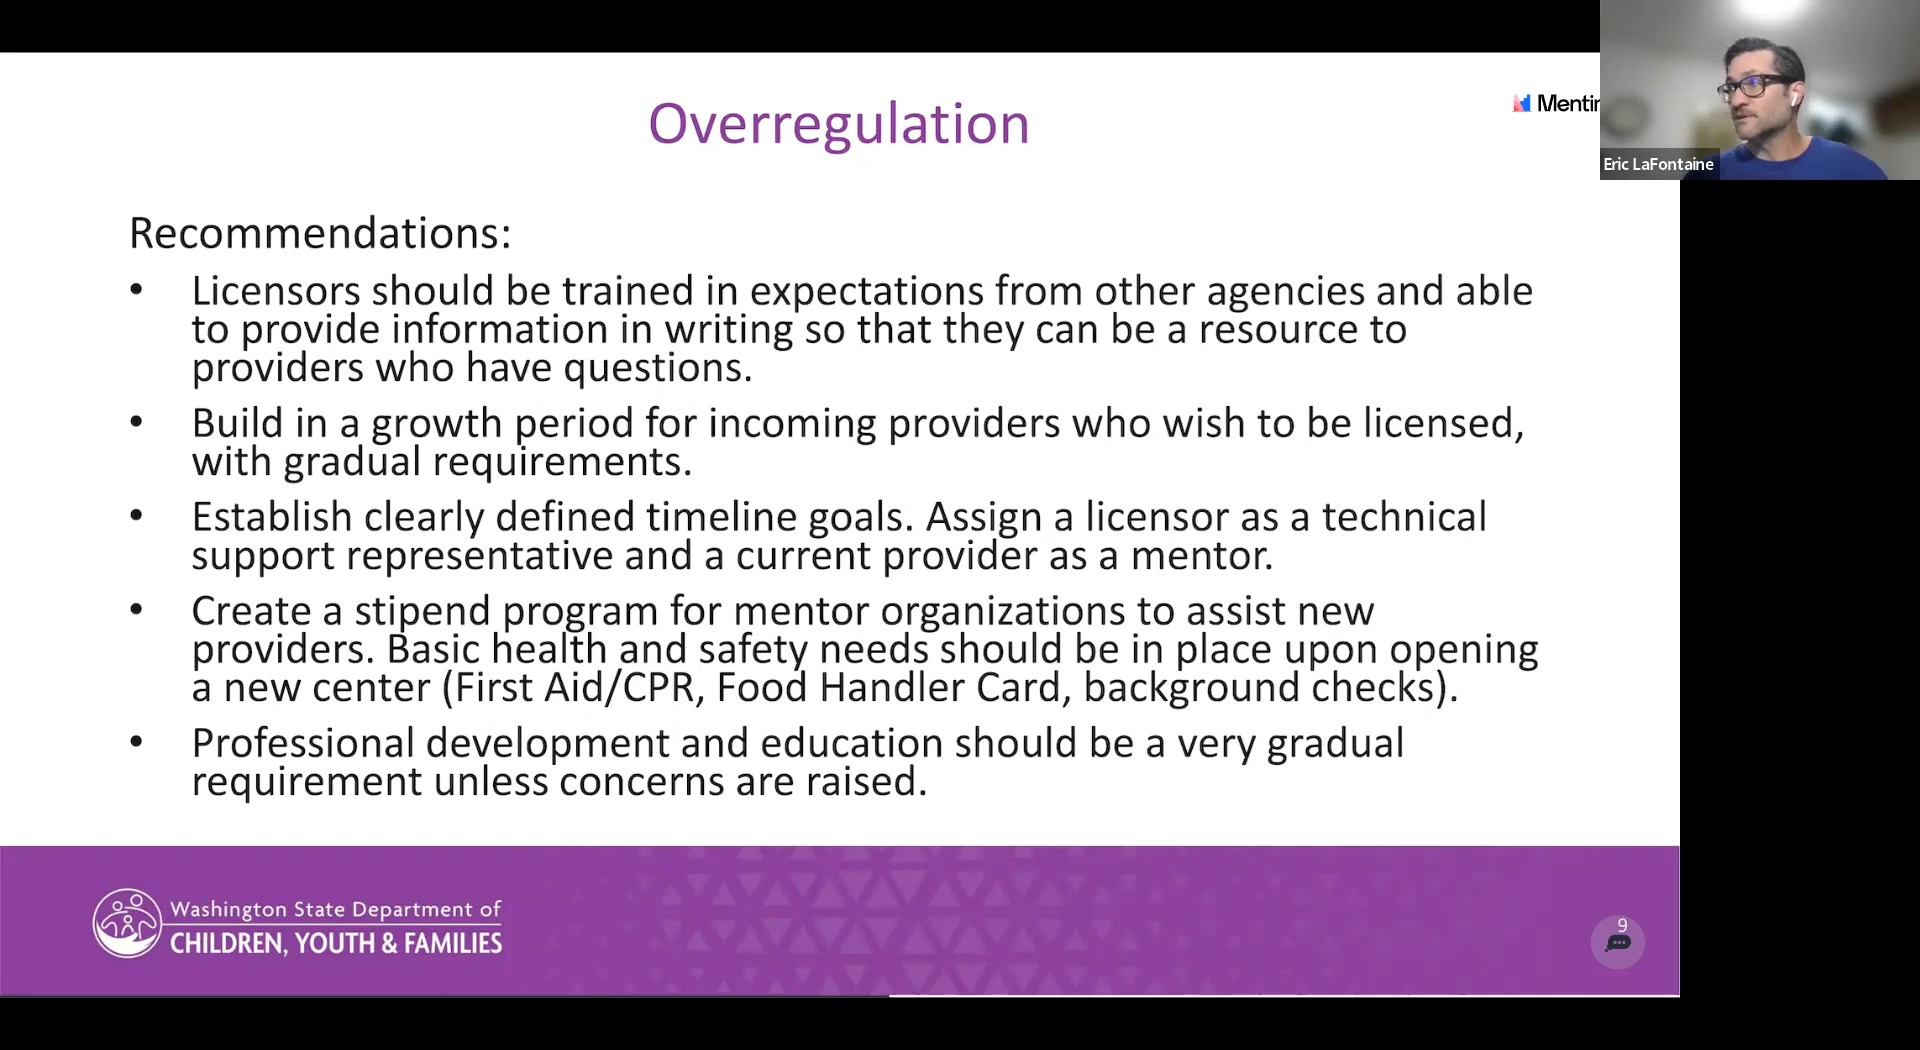 Overregulation
Mentir
Eric LaFontaine
Recommendations:
• Licensors should be trained in expectations from other agencies and able
to provide information in writing so that they can be a resource to
providers who have questions.
• Build in a growth period for incoming providers who wish to be licensed,
with gradual requirements.
• Establish clearly defined timeline goals. Assign a licensor as a technical
support representative and a current provider as a mentor.
• Create a stipend program for mentor organizations to assist new
providers. Basic health and safety needs should be in place upon opening
a new center (First Aid/CPR, Food Handler Card, background checks).
• Professional development and education should be a very gradual
requirement unless concerns are raised.
Washington State Department of
CHILDREN, YOUTH & FAMILIES
9